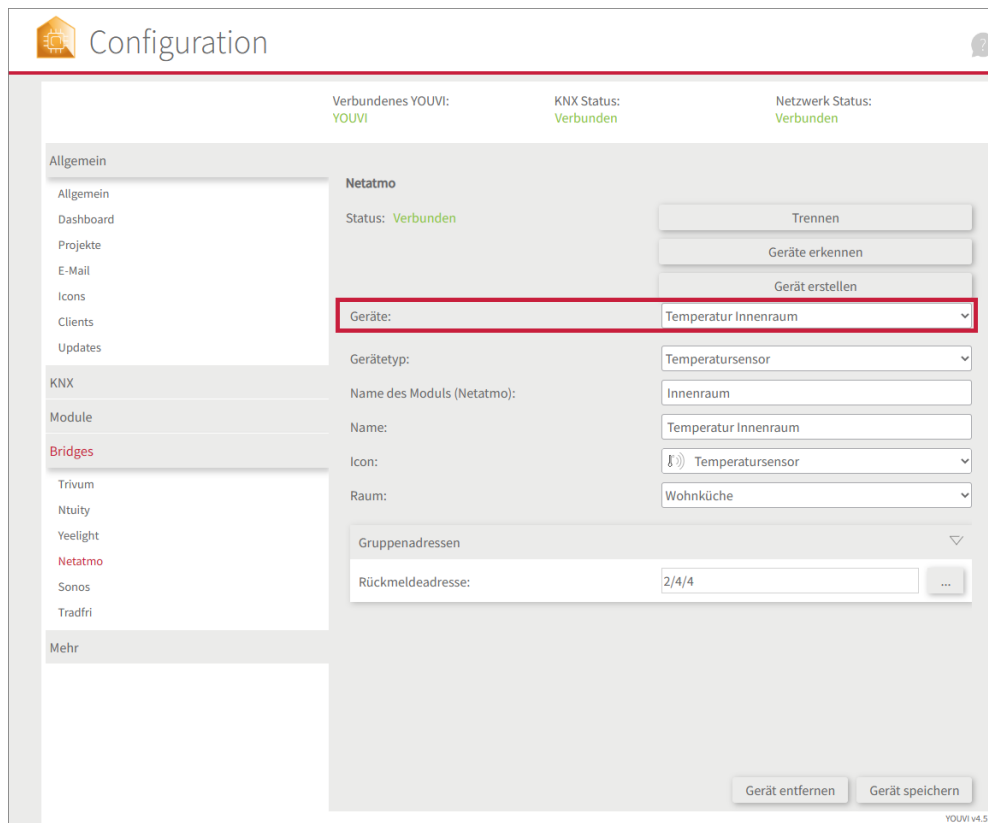 Configuration
?
Verbundenes YOUVI: KNX Status: Netzwerk Status:
YOUVI Verbunden Verbunden
Allgemein
Allgemein
Dashboard
Projekte
E-Mail
Icons
Clients
Updates
KNX
Module
Bridges
Trivum
Ntuity
Yeelight
Netatmo
Sonos
Tradfri
Mehr
Netatmo
Status: Verbunden Trennen
Geräte erkennen
Gerät erstellen
Geräte: Temperatur Innenraum
Gerätetyp: Temperatursensor
Name des Moduls (Netatmo): Innenraum
Name: Temperatur Innenraum
Icon: Temperatursensor
Raum: Wohnküche
Gruppenadressen
Rückmeldeadresse: 2/4/4 ...
Gerät entfernen Gerät speichern
YOUVI v4.5